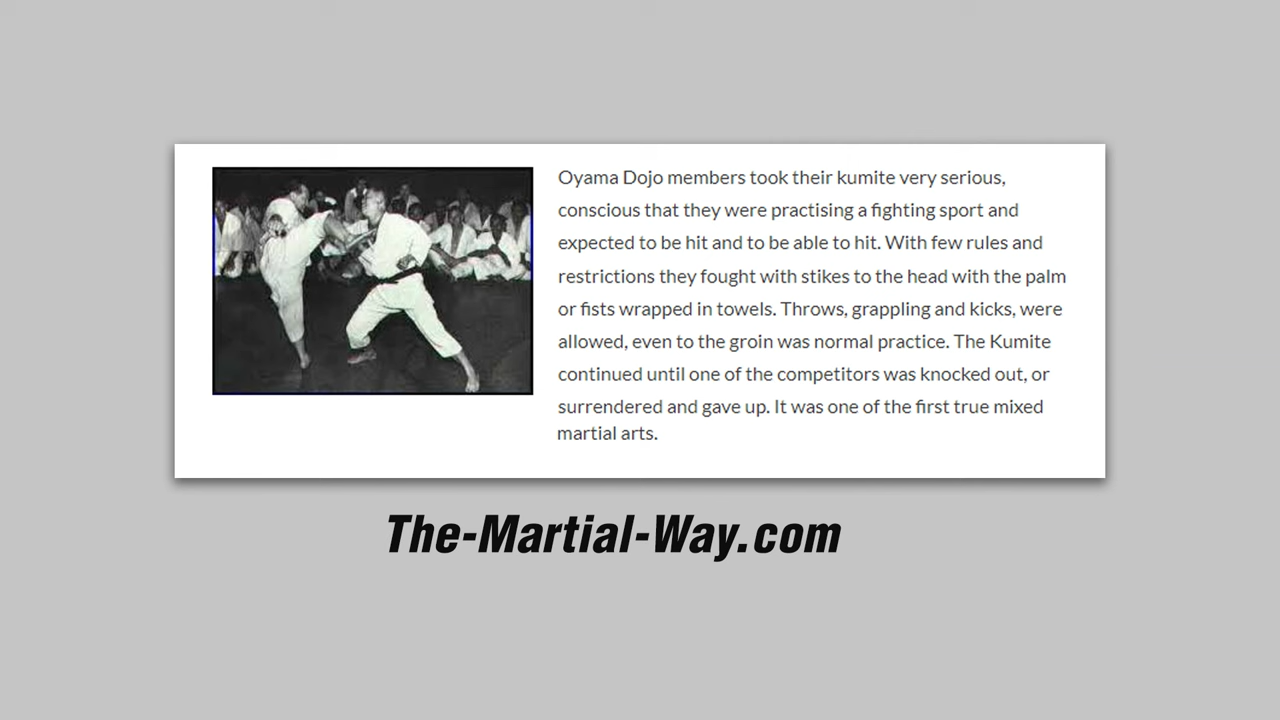 Oyama Dojo members took their kumite very serious,
conscious that they were practising a fighting sport and
expected to be hit and to be able to hit. With few rules and
restrictions they fought with stikes to the head with the palm
or fists wrapped in towels. Throws, grappling and kicks, were
allowed, even to the groin was normal practice. The Kumite
continued until one of the competitors was knocked out, or
surrendered and gave up. It was one of the first true mixed
martial arts.
The-Martial-Way.com